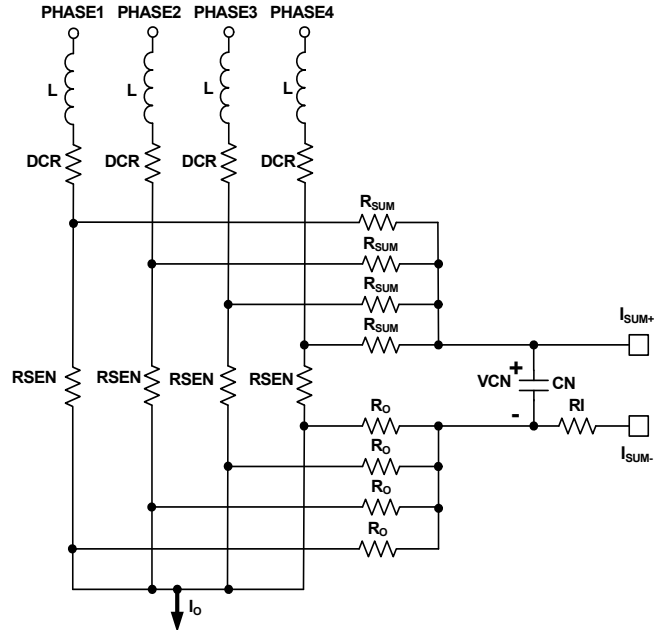 PHASE1 PHASE2 PHASE3 PHASE4
L L L L
DCR DCR DCR DCR
RSUM
RSUM
RSUM
RSUM
ISUM+
RSEN RSEN RSEN RSEN
+
VCN CN
-
RO
RI
RO
ISUM-
RO
RO
IO